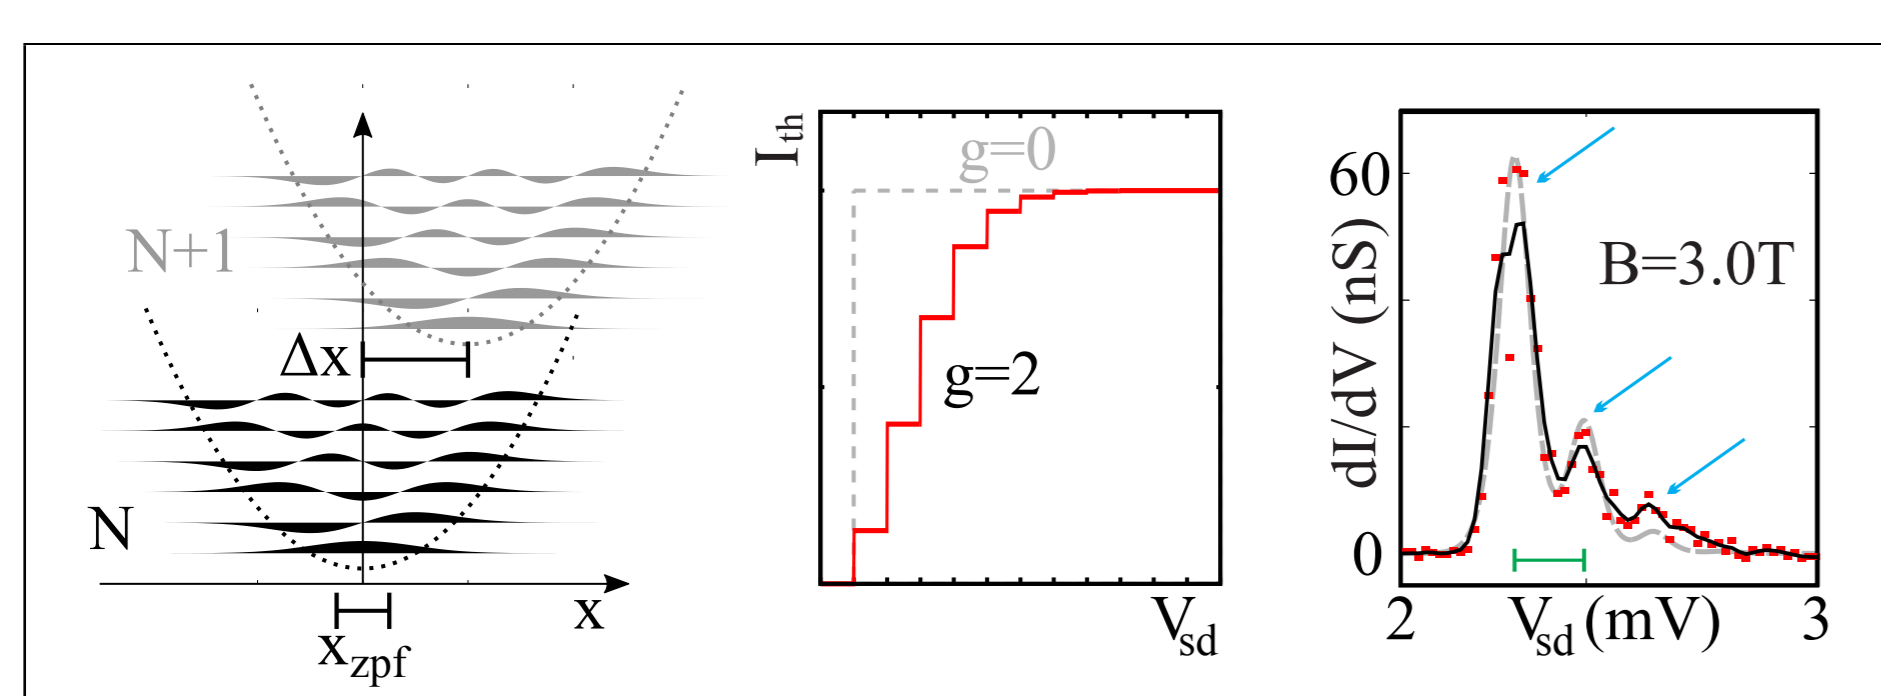 N+1
Δx
N
x
x_zpf
I_th
g=0
g=2
V_sd
dI/dV (nS)
60
0
B=3.0T
2
V_sd (mV)
3